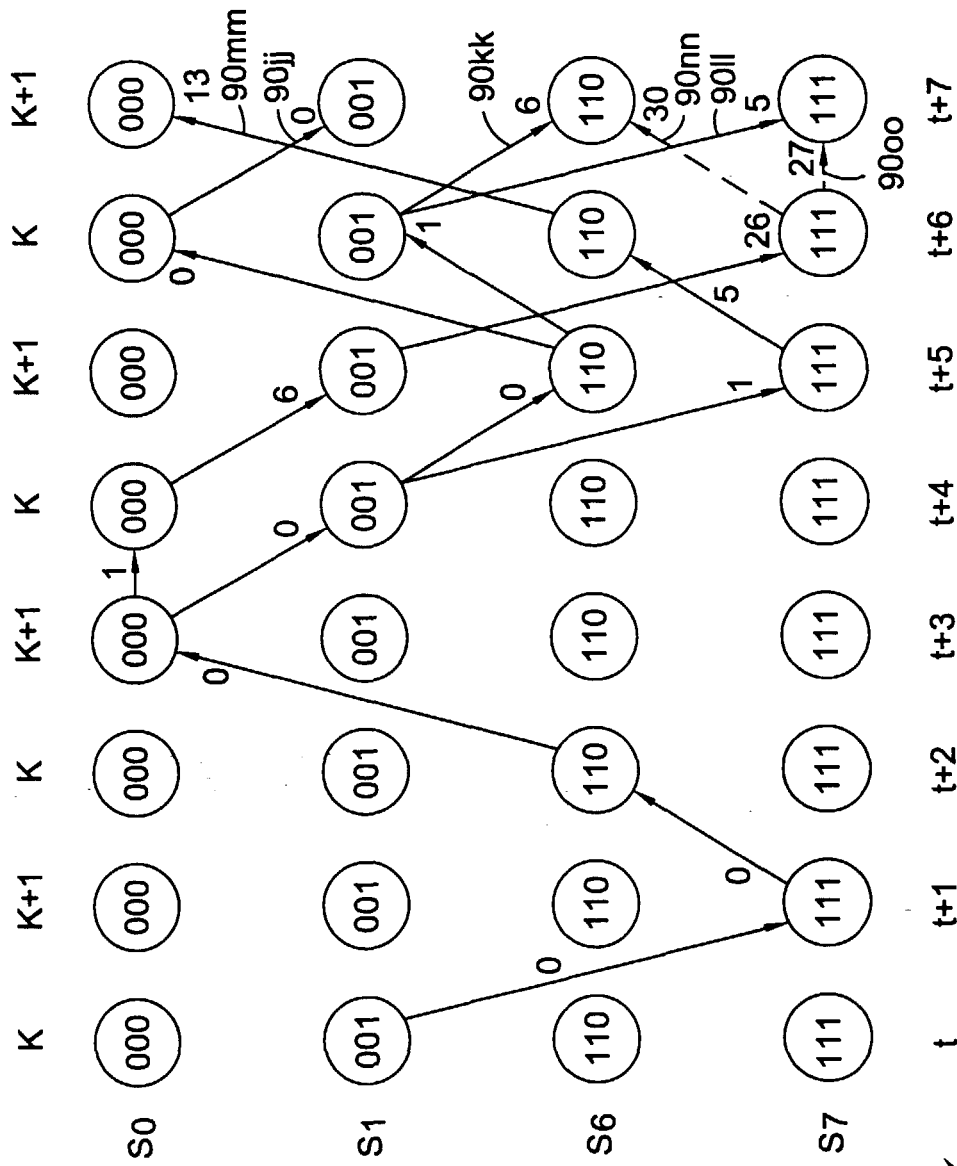 K K+1 K K+1 K K+1 K K+1
S0 000 000 000 000 000 000 000 000
1 0 13
90mm
90jj
0 0 6 0
S1 001 001 001 001 001 001 001 001
1 90kk
0 0 6
S6 110 110 110 110 110 110 110 110
30
90nn
0 1 5 26 90ll
5
27
S7 111 111 111 111 111 111 111 111
90oo
t t+1 t+2 t+3 t+4 t+5 t+6 t+7